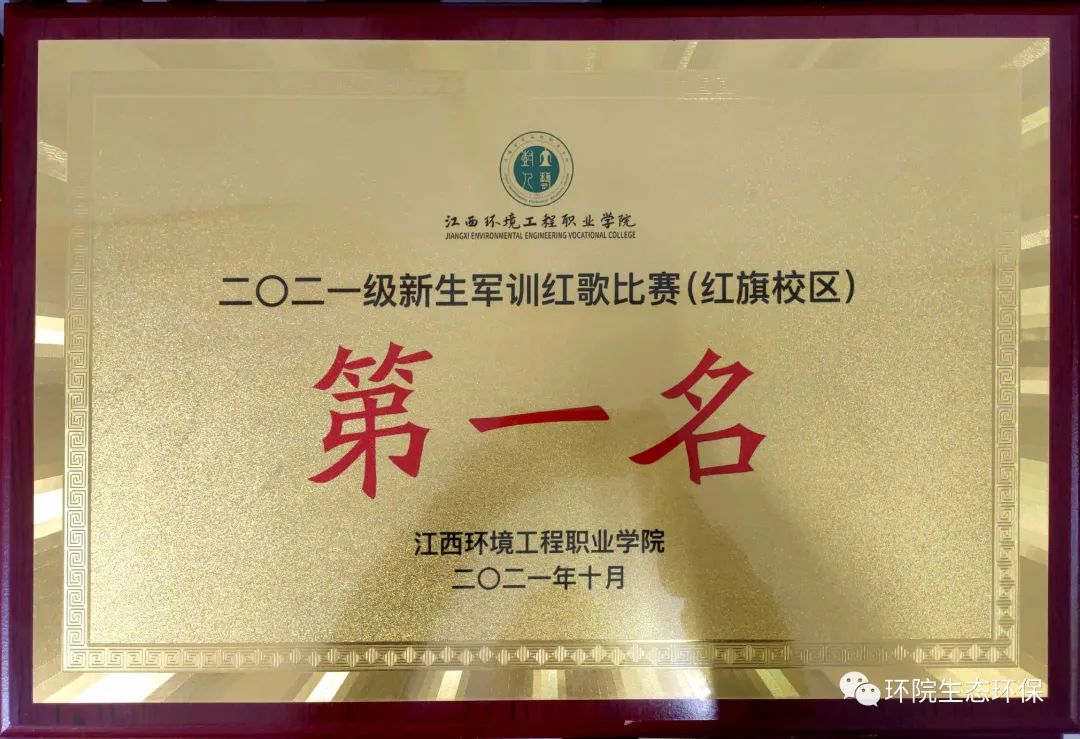 江西环境工程职业学院
JIANGXI ENVIRONMENTAL ENGINEERING VOCATIONAL COLLEGE
二〇二一级新生军训红歌比赛(红旗校区)
第一名
江西环境工程职业学院
二〇二一年十月
环院生态环保